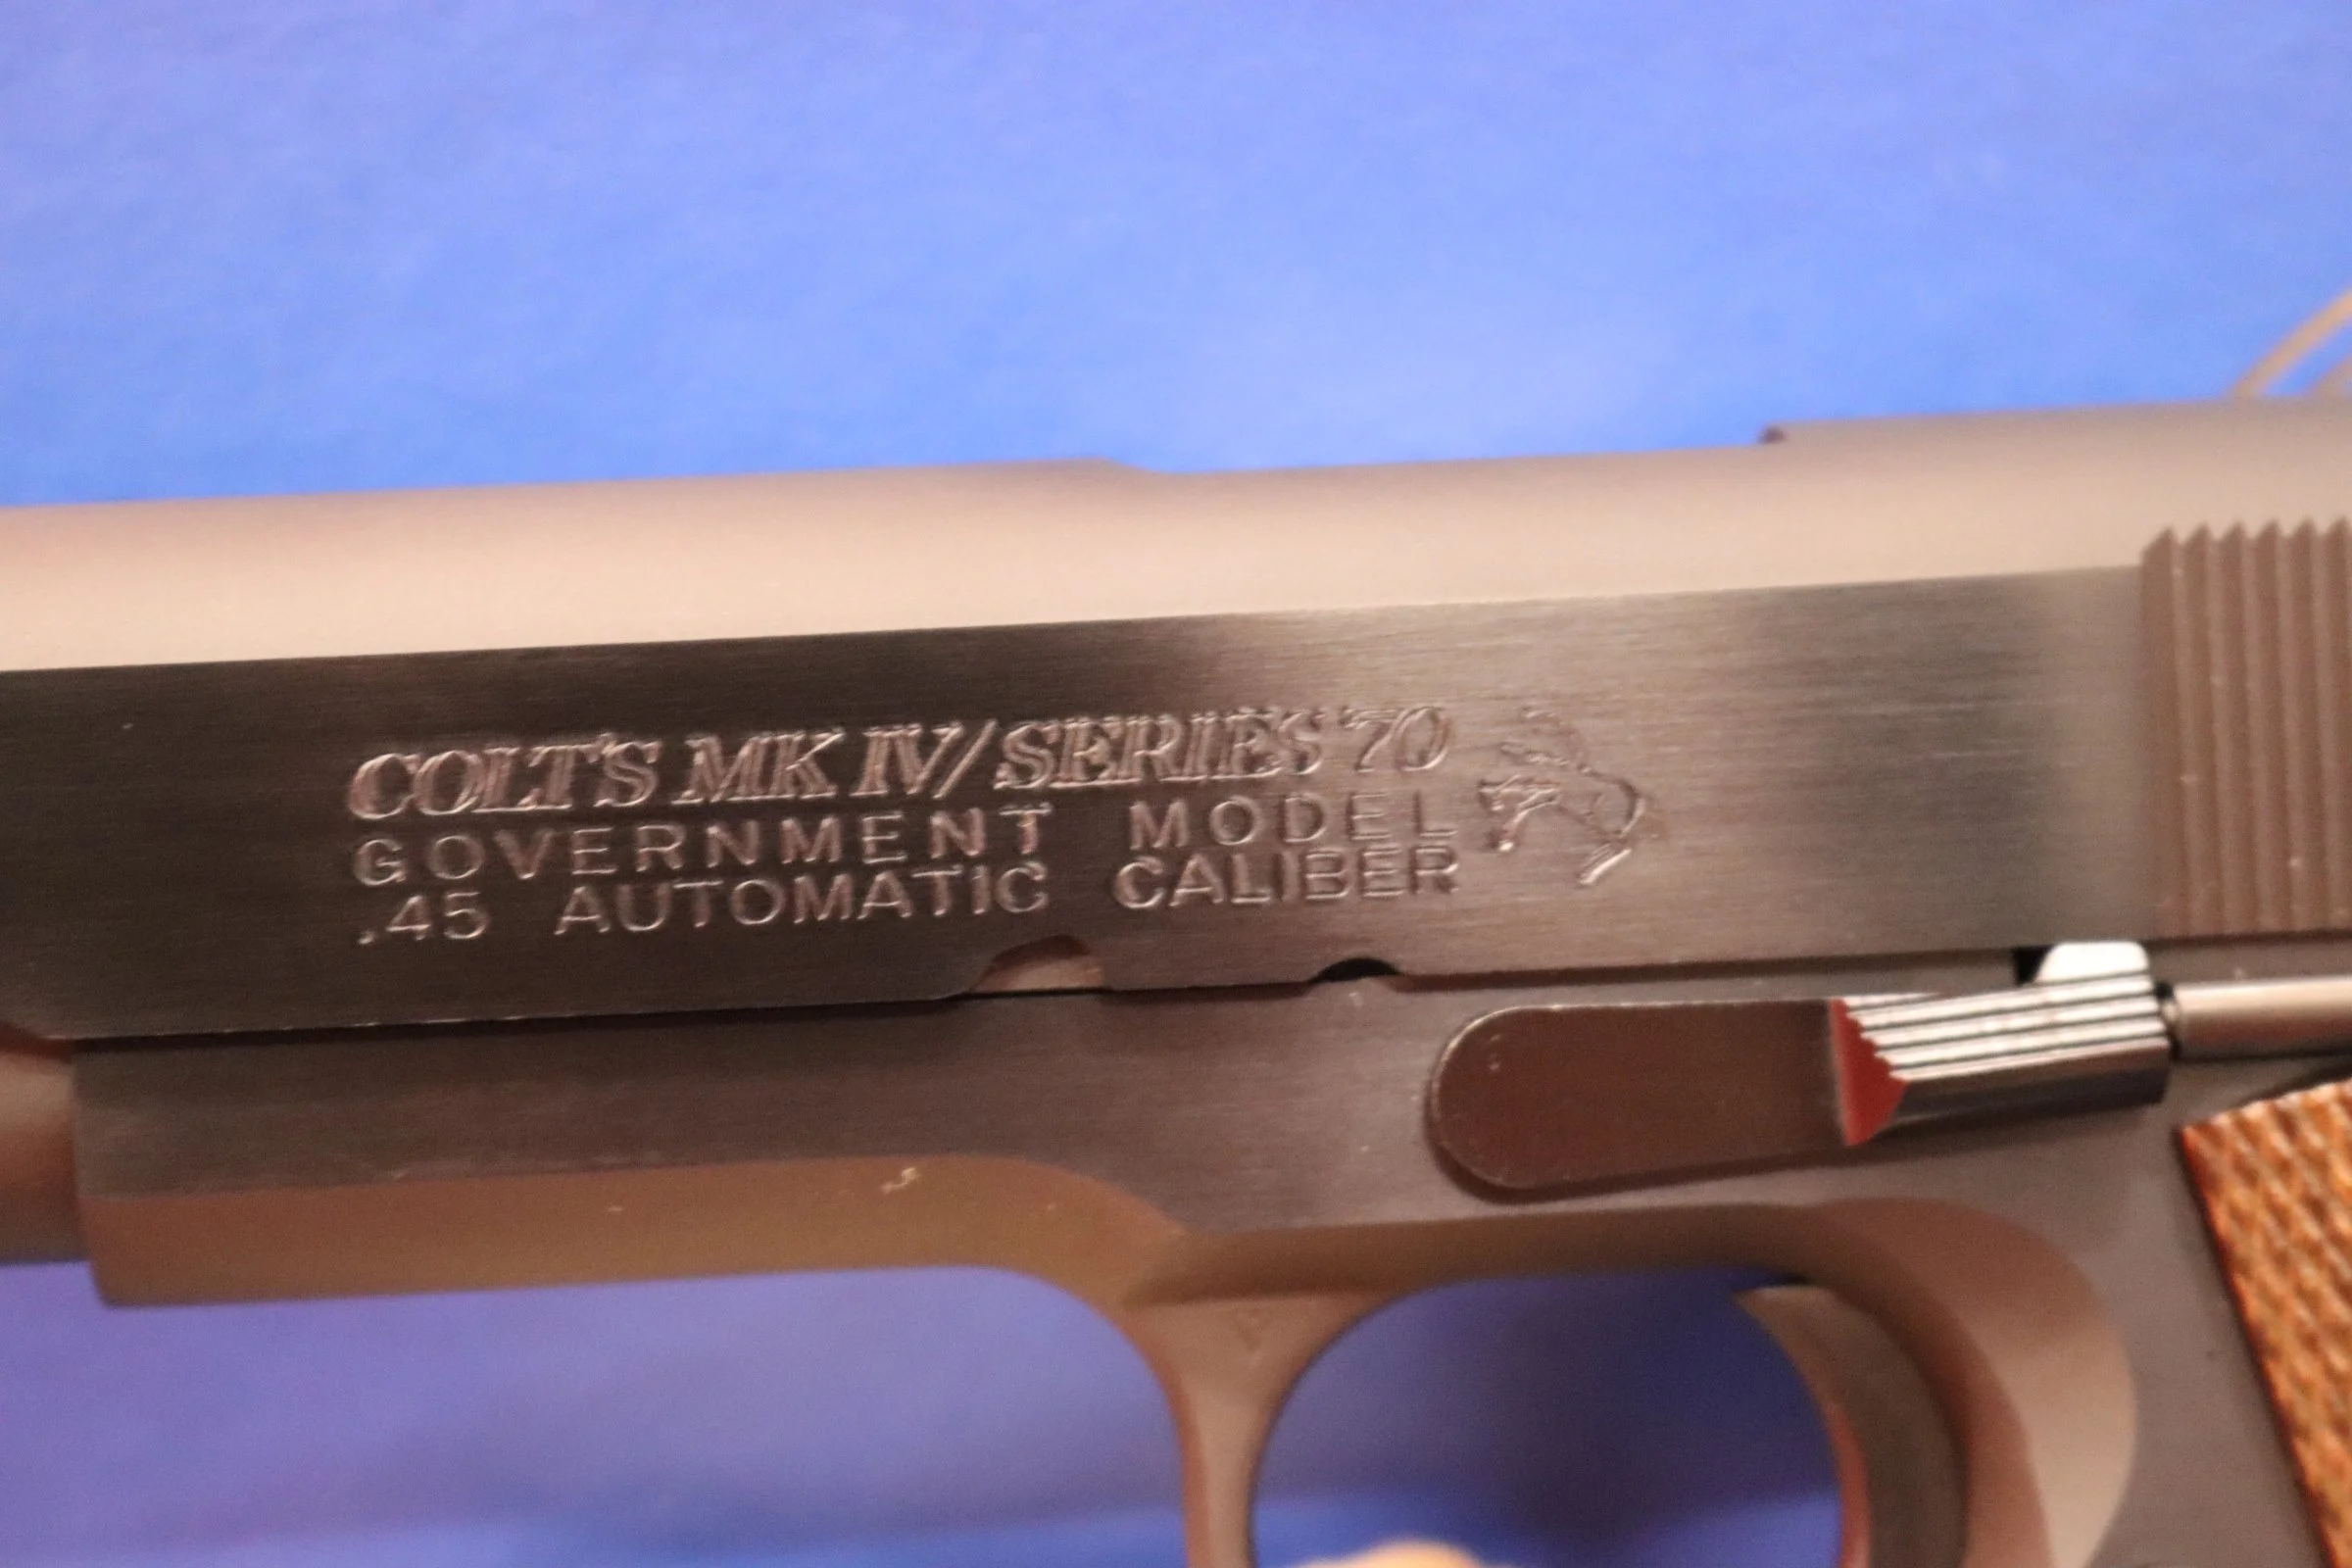 COLT'S MK IV/SERIES '70
GOVERNMENT MODEL
.45 AUTOMATIC CALIBER